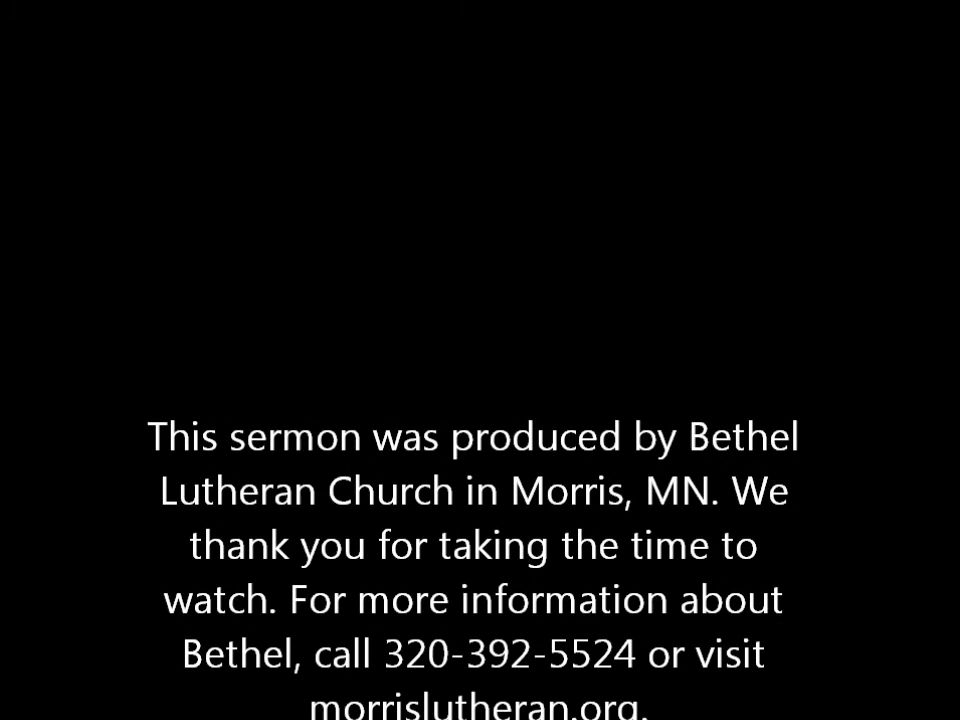 This sermon was produced by Bethel
Lutheran Church in Morris, MN. We
thank you for taking the time to
watch. For more information about
Bethel, call 320-392-5524 or visit
morrislutheran.org.